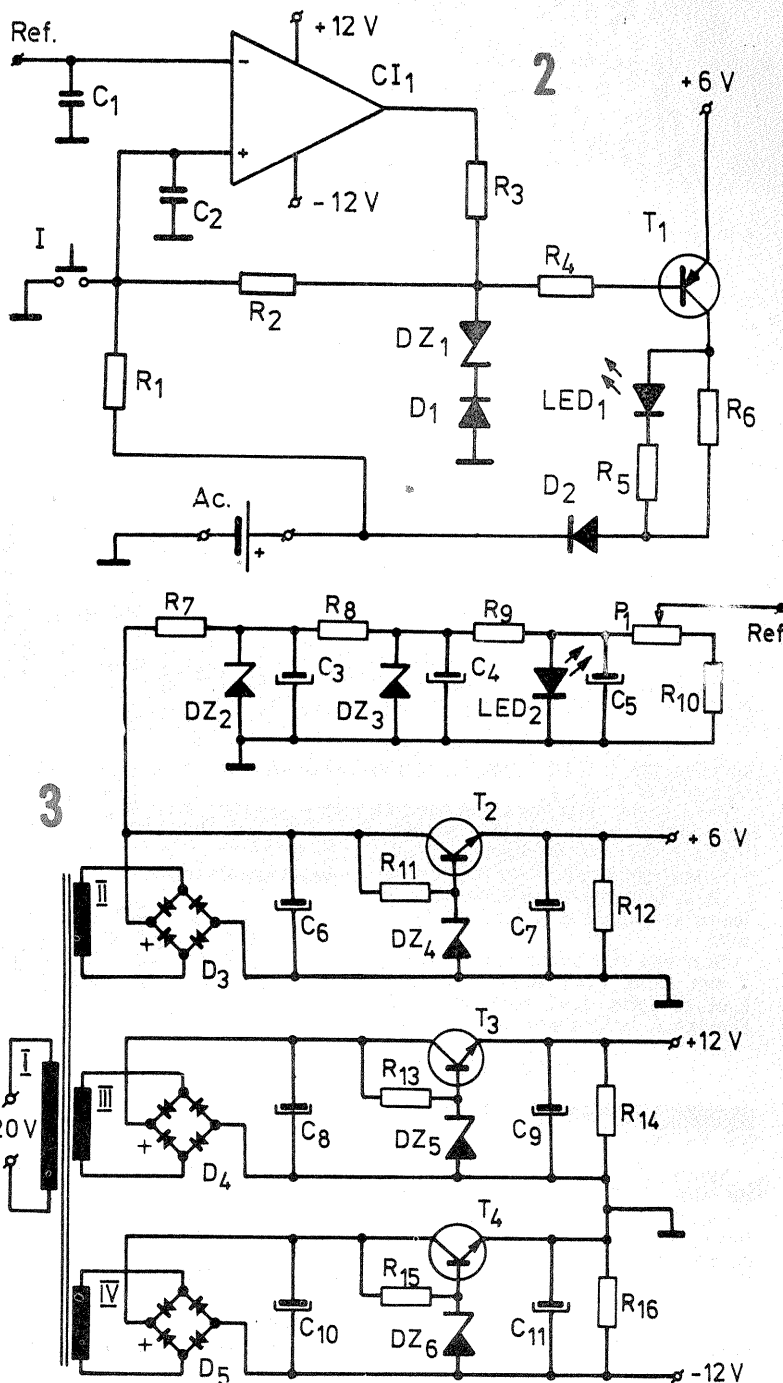 Ref.
+12 V
2
C1
CI1
+6 V
-
+
C2
-12 V
R3
T1
I
R4
R2
DZ1
R1
LED1
D1
R6
R5
Ac.
D2
+
R7
R8
R9
P1
Ref
C3
C4
C5
R10
DZ2
DZ3
LED2
3
T2
+ 6 V
II
R11
R12
C6
C7
DZ4
+
D3
T3
+12 V
I
III
R13
R14
C8
C9
DZ5
20 V
+
D4
T4
IV
R15
R16
C10
C11
DZ6
+
D5
-12 V